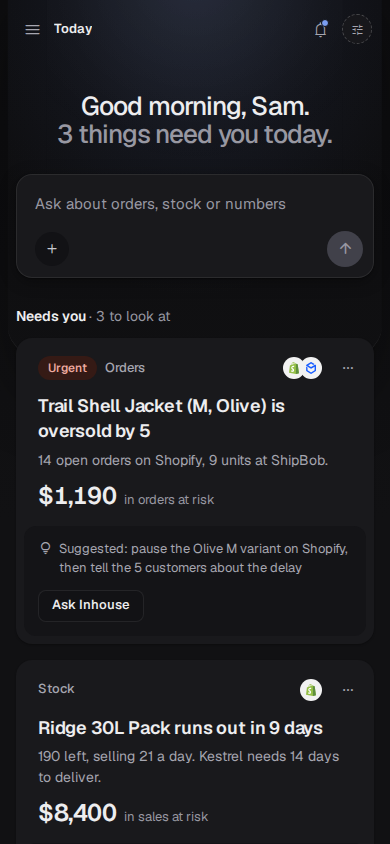 Today
Good morning, Sam.
3 things need you today.
Ask about orders, stock or numbers
Needs you · 3 to look at
Urgent Orders
Trail Shell Jacket (M, Olive) is
oversold by 5
14 open orders on Shopify, 9 units at ShipBob.
$1,190 in orders at risk
Suggested: pause the Olive M variant on Shopify,
then tell the 5 customers about the delay
Ask Inhouse
Stock
Ridge 30L Pack runs out in 9 days
190 left, selling 21 a day. Kestrel needs 14 days
to deliver.
$8,400 in sales at risk